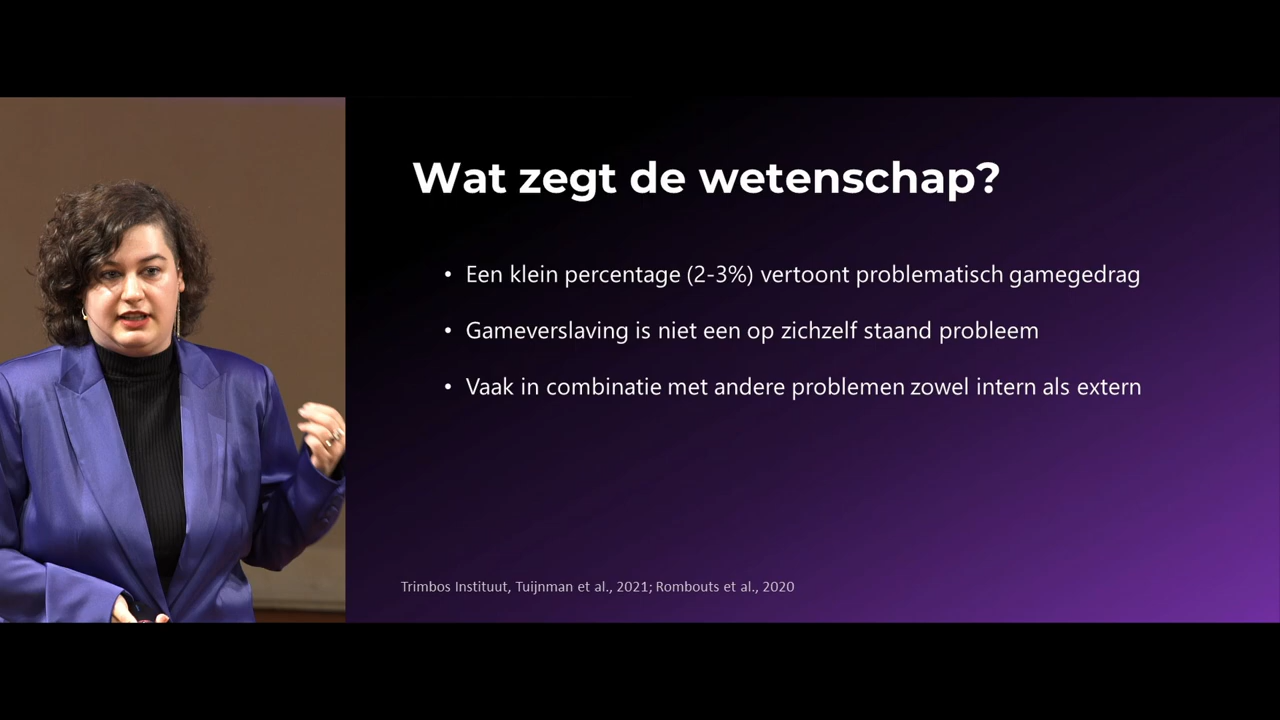 Wat zegt de wetenschap?
• Een klein percentage (2-3%) vertoont problematisch gamegedrag
• Gameverslaving is niet een op zichzelf staand probleem
• Vaak in combinatie met andere problemen zowel intern als extern
Trimbos Instituut, Tuijnman et al., 2021; Rombouts et al., 2020